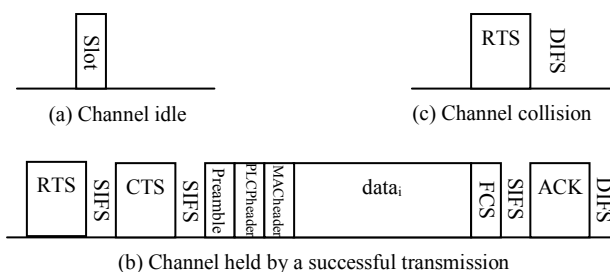 Slot
(a) Channel idle
RTS
DIFS
(c) Channel collision
RTS
SIFS
CTS
SIFS
Preamble
PLCPheader
MACheader
data_i
FCS
SIFS
ACK
DIFS
(b) Channel held by a successful transmission